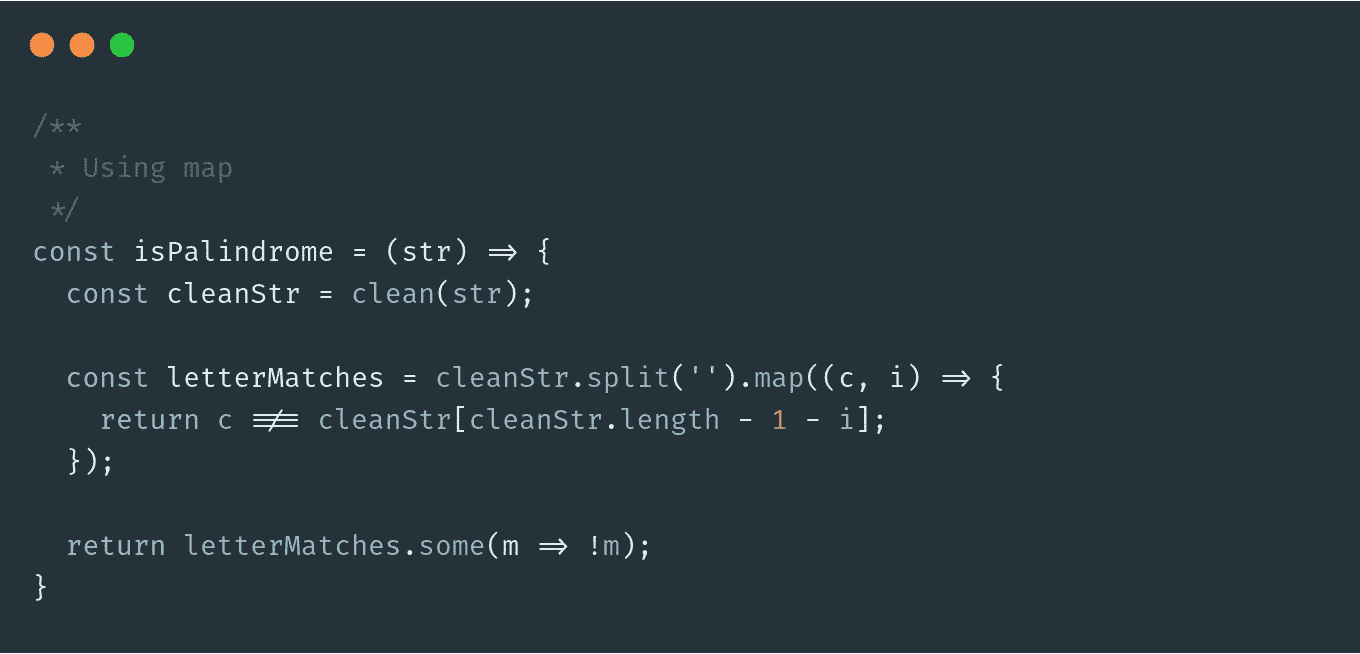 /**
 * Using map
 */
const isPalindrome = (str) => {
  const cleanStr = clean(str);

  const letterMatches = cleanStr.split('').map((c, i) => {
    return c !== cleanStr[cleanStr.length - 1 - i];
  });

  return letterMatches.some(m => !m);
}